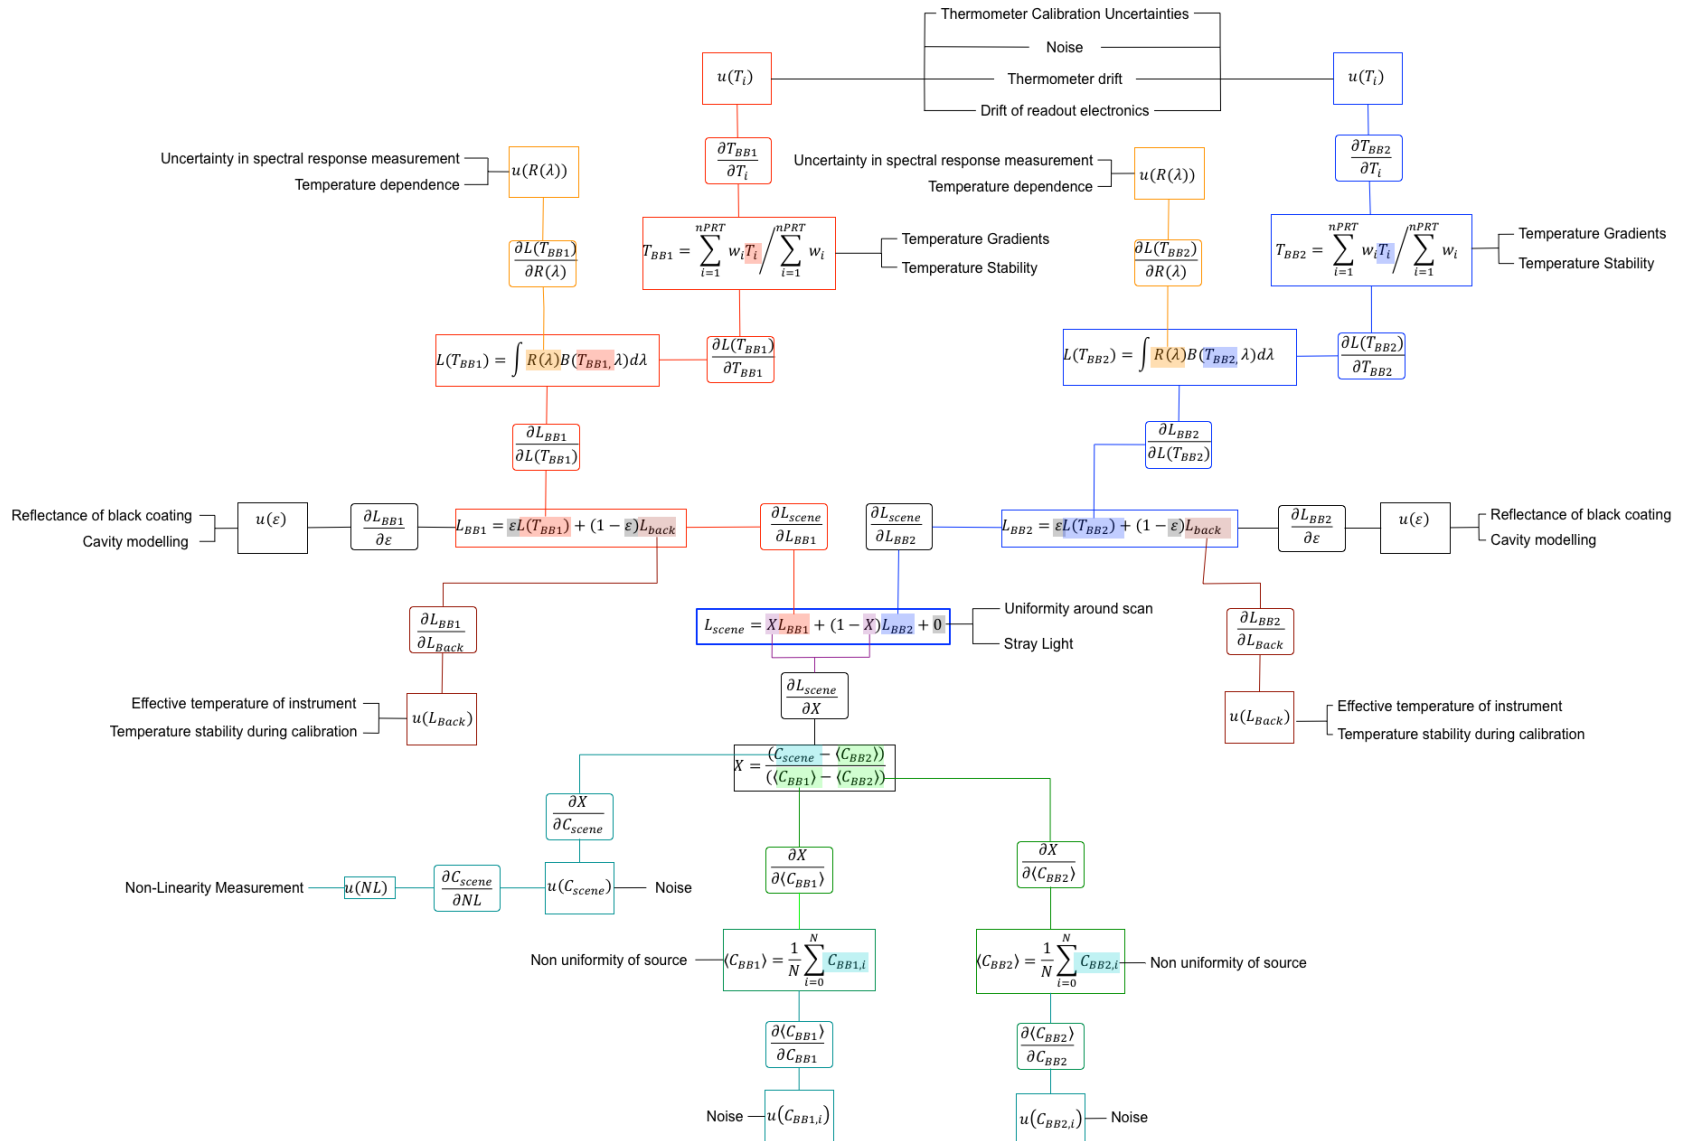 Thermometer Calibration Uncertainties
Noise
Thermometer drift
Drift of readout electronics
u(T_i)
u(T_i)
∂T_BB1/∂T_i
∂T_BB2/∂T_i
Uncertainty in spectral response measurement
Temperature dependence
u(R(λ))
Uncertainty in spectral response measurement
Temperature dependence
u(R(λ))
∂L(T_BB1)/∂R(λ)
T_BB1 = ∑_{i=1}^{nPRT} w_i T_i / ∑_{i=1}^{nPRT} w_i
Temperature Gradients
Temperature Stability
∂L(T_BB2)/∂R(λ)
T_BB2 = ∑_{i=1}^{nPRT} w_i T_i / ∑_{i=1}^{nPRT} w_i
Temperature Gradients
Temperature Stability
L(T_BB1) = ∫ R(λ)B(T_BB1, λ)dλ
∂L(T_BB1)/∂T_BB1
L(T_BB2) = ∫ R(λ)B(T_BB2, λ)dλ
∂L(T_BB2)/∂T_BB2
∂L_BB1/∂L(T_BB1)
∂L_BB2/∂L(T_BB2)
Reflectance of black coating
Cavity modelling
u(ε)
∂L_BB1/∂ε
L_BB1 = εL(T_BB1) + (1 − ε)L_back
∂L_scene/∂L_BB1
∂L_scene/∂L_BB2
L_BB2 = εL(T_BB2) + (1 − ε)L_back
∂L_BB2/∂ε
u(ε)
Reflectance of black coating
Cavity modelling
∂L_BB1/∂L_Back
L_scene = XL_BB1 + (1 − X)L_BB2 + 0
Uniformity around scan
Stray Light
∂L_BB2/∂L_Back
∂L_scene/∂X
Effective temperature of instrument
Temperature stability during calibration
u(L_Back)
u(L_Back)
Effective temperature of instrument
Temperature stability during calibration
X = (C_scene − ⟨C_BB2⟩)/(⟨C_BB1⟩ − ⟨C_BB2⟩)
∂X/∂C_scene
∂X/∂⟨C_BB1⟩
∂X/∂⟨C_BB2⟩
Non-Linearity Measurement
u(NL)
∂C_scene/∂NL
u(C_scene)
Noise
Non uniformity of source
⟨C_BB1⟩ = 1/N ∑_{i=0}^{N} C_BB1,i
⟨C_BB2⟩ = 1/N ∑_{i=0}^{N} C_BB2,i
Non uniformity of source
∂⟨C_BB1⟩/∂C_BB1
∂⟨C_BB2⟩/∂C_BB2
Noise
u(C_BB1,i)
u(C_BB2,i)
Noise